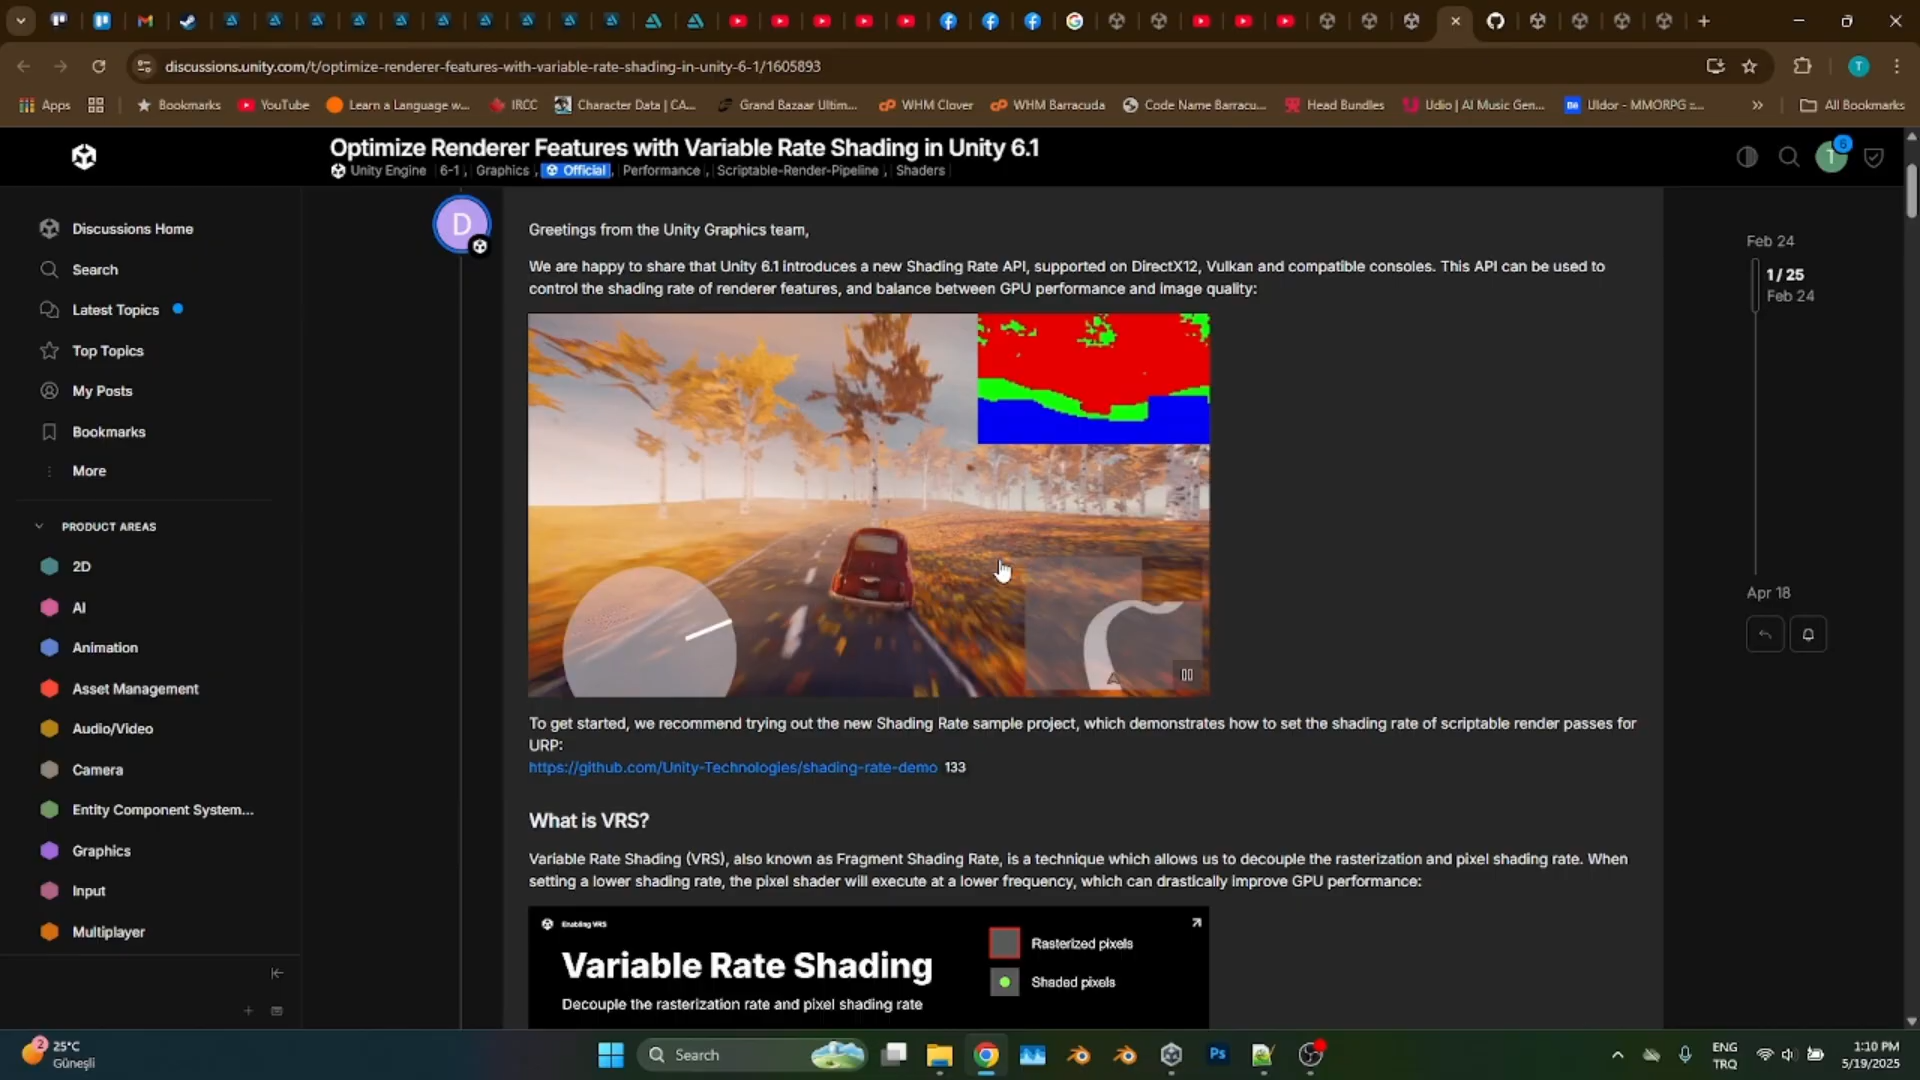 discussions.unity.com/t/optimize-renderer-features-with-variable-rate-shading-in-unity-6-1/1605893
Apps
Bookmarks
YouTube
Learn a Language w...
IRCC
Character Data | CA...
Grand Bazaar Ultim...
WHM Clover
WHM Barracuda
Code Name Barracu...
Head Bundles
Udio | AI Music Gen...
Uldor - MMORPG ...
»
All Bookmarks
Optimize Renderer Features with Variable Rate Shading in Unity 6.1
Unity Engine 6-1, Graphics, Official, Performance, Scriptable-Render-Pipeline, Shaders
T
6
Discussions Home
Search
Latest Topics
Top Topics
My Posts
Bookmarks
More
PRODUCT AREAS
2D
AI
Animation
Asset Management
Audio/Video
Camera
Entity Component System...
Graphics
Input
Multiplayer
D
Greetings from the Unity Graphics team,
We are happy to share that Unity 6.1 introduces a new Shading Rate API, supported on DirectX12, Vulkan and compatible consoles. This API can be used to
control the shading rate of renderer features, and balance between GPU performance and image quality:
To get started, we recommend trying out the new Shading Rate sample project, which demonstrates how to set the shading rate of scriptable render passes for
URP:
https://github.com/Unity-Technologies/shading-rate-demo 133
What is VRS?
Variable Rate Shading (VRS), also known as Fragment Shading Rate, is a technique which allows us to decouple the rasterization and pixel shading rate. When
setting a lower shading rate, the pixel shader will execute at a lower frequency, which can drastically improve GPU performance:
Enabling VRS
Variable Rate Shading
Decouple the rasterization rate and pixel shading rate
Rasterized pixels
Shaded pixels
Feb 24
1 / 25
Feb 24
Apr 18
2
25°C
Güneşli
Search
Ps
ENG
TRQ
1:10 PM
5/19/2025